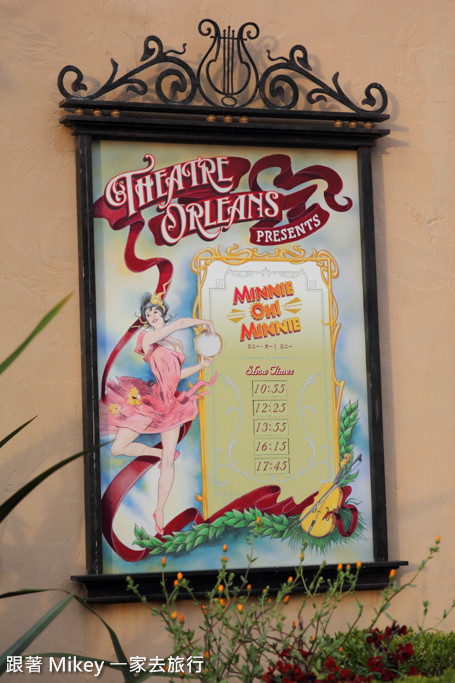 THEATRE
ORLEANS
PRESENTS
MINNIE
OH!
MINNIE
ミニー・オー！ミニー
Show Times
10:55
12:25
13:55
16:15
17:45
跟著 Mikey 一家去旅行